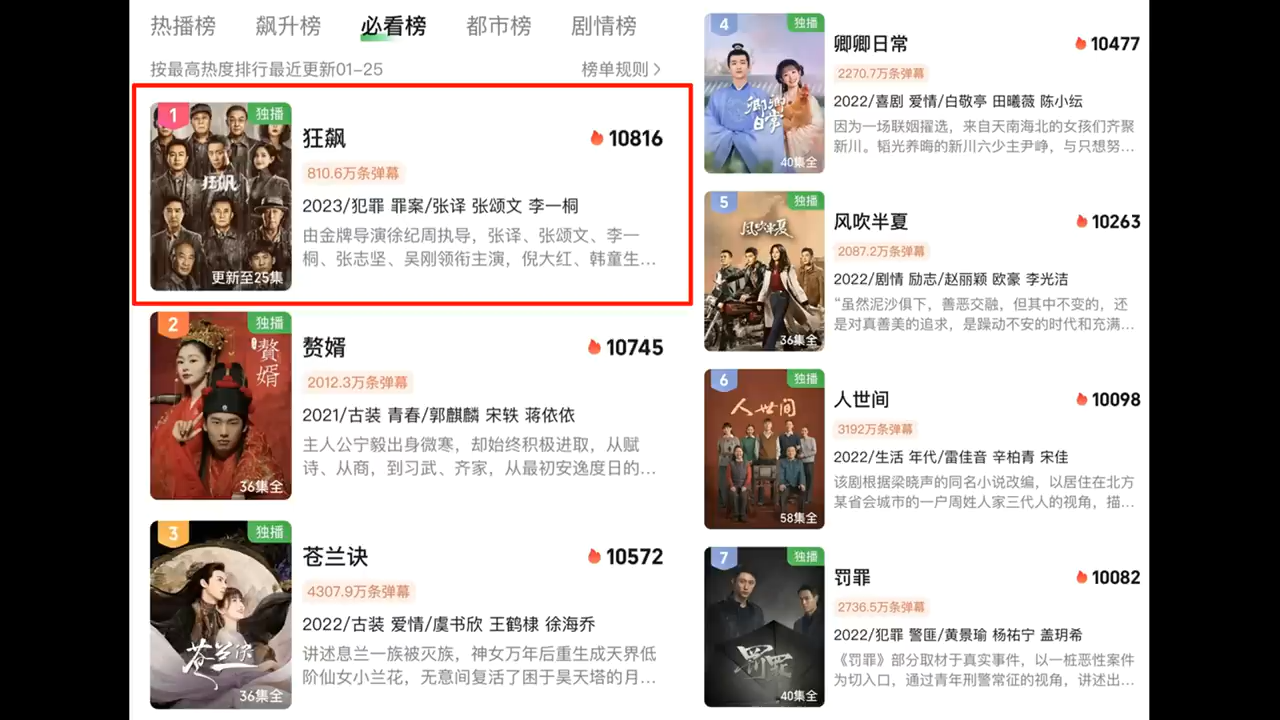 热播榜 飙升榜 必看榜 都市榜 剧情榜
按最高热度排行最近更新01-25 榜单规则
1 独播
狂飙
更新至25集
狂飙 10816
810.6万条弹幕
2023/犯罪 罪案/张译 张颂文 李一桐
由金牌导演徐纪周执导，张译、张颂文、李一
桐、张志坚、吴刚领衔主演，倪大红、韩童生...
2 独播
赘婿
36集全
赘婿 10745
2012.3万条弹幕
2021/古装 青春/郭麒麟 宋轶 蒋依依
主人公宁毅出身微寒，却始终积极进取，从赋
诗、从商，到习武、齐家，从最初安逸度日的...
3 独播
苍兰诀
36集全
苍兰诀 10572
4307.9万条弹幕
2022/古装 爱情/虞书欣 王鹤棣 徐海乔
讲述息兰一族被灭族，神女万年后重生成天界低
阶仙女小兰花，无意间复活了困于昊天塔的月...
4 独播
卿卿日常
40集全
卿卿日常 10477
2270.7万条弹幕
2022/喜剧 爱情/白敬亭 田曦薇 陈小纭
因为一场联姻擢选，来自天南海北的女孩们齐聚
新川。韬光养晦的新川六少主尹峥，与只想努...
5 独播
风吹半夏
36集全
风吹半夏 10263
2087.2万条弹幕
2022/剧情 励志/赵丽颖 欧豪 李光洁
“虽然泥沙俱下，善恶交融，但其中不变的，还
是对真善美的追求，是躁动不安的时代和充满...
6 独播
人世间
58集全
人世间 10098
3192万条弹幕
2022/生活 年代/雷佳音 辛柏青 宋佳
该剧根据梁晓声的同名小说改编，以居住在北方
某省会城市的一户周姓人家三代人的视角，描...
7 独播
罚罪
40集全
罚罪 10082
2736.5万条弹幕
2022/犯罪 警匪/黄景瑜 杨祐宁 盖玥希
《罚罪》部分取材于真实事件，以一桩恶性案件
为切入口，通过青年刑警常征的视角，讲述出...